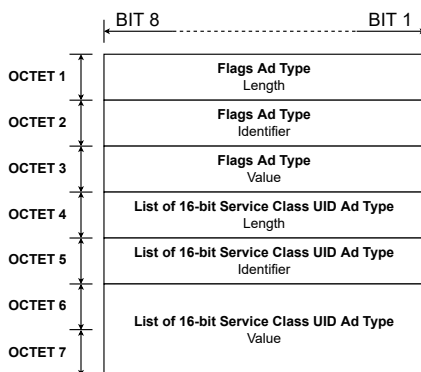 BIT 8 BIT 1
OCTET 1
Flags Ad Type
Length
OCTET 2
Flags Ad Type
Identifier
OCTET 3
Flags Ad Type
Value
OCTET 4
List of 16-bit Service Class UID Ad Type
Length
OCTET 5
List of 16-bit Service Class UID Ad Type
Identifier
OCTET 6
List of 16-bit Service Class UID Ad Type
Value
OCTET 7